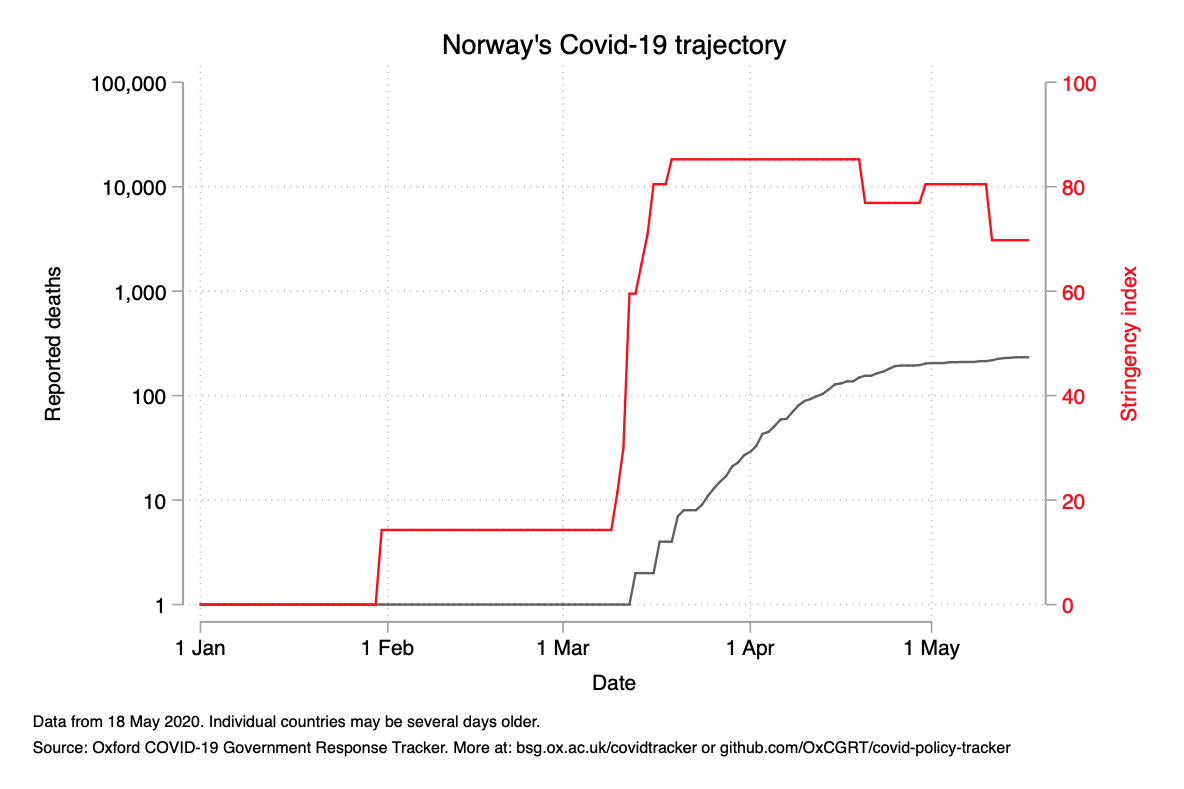 Norway's Covid-19 trajectory
100,000
10,000
1,000
100
10
1
Reported deaths
100
80
60
40
20
0
Stringency index
1 Jan
1 Feb
1 Mar
1 Apr
1 May
Date
Data from 18 May 2020. Individual countries may be several days older.
Source: Oxford COVID-19 Government Response Tracker. More at: bsg.ox.ac.uk/covidtracker or github.com/OxCGRT/covid-policy-tracker